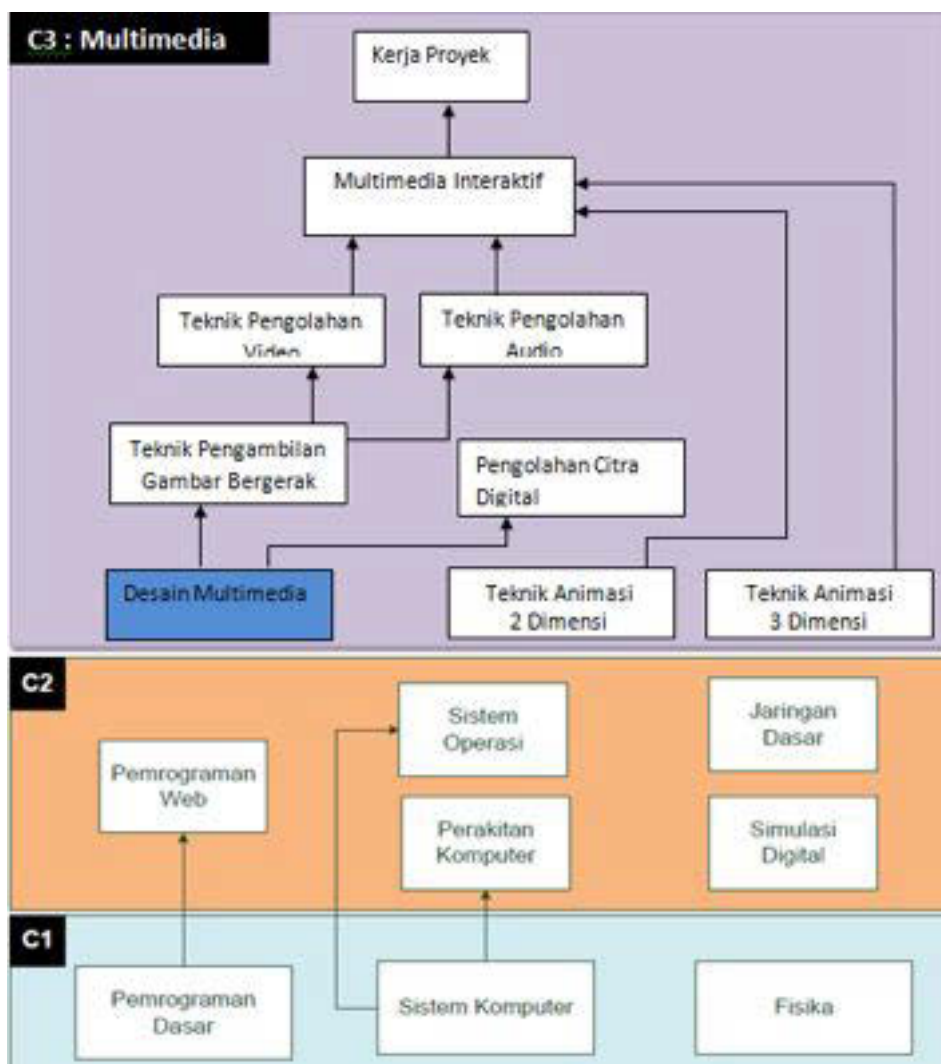 C3 : Multimedia
Kerja Proyek
Multimedia Interaktif
Teknik Pengolahan
Video
Teknik Pengolahan
Audio
Teknik Pengambilan
Gambar Bergerak
Pengolahan Citra
Digital
Desain Multimedia
Teknik Animasi
2 Dimensi
Teknik Animasi
3 Dimensi
C2
Sistem
Operasi
Jaringan
Dasar
Pemrograman
Web
Perakitan
Komputer
Simulasi
Digital
C1
Pemrograman
Dasar
Sistem Komputer
Fisika